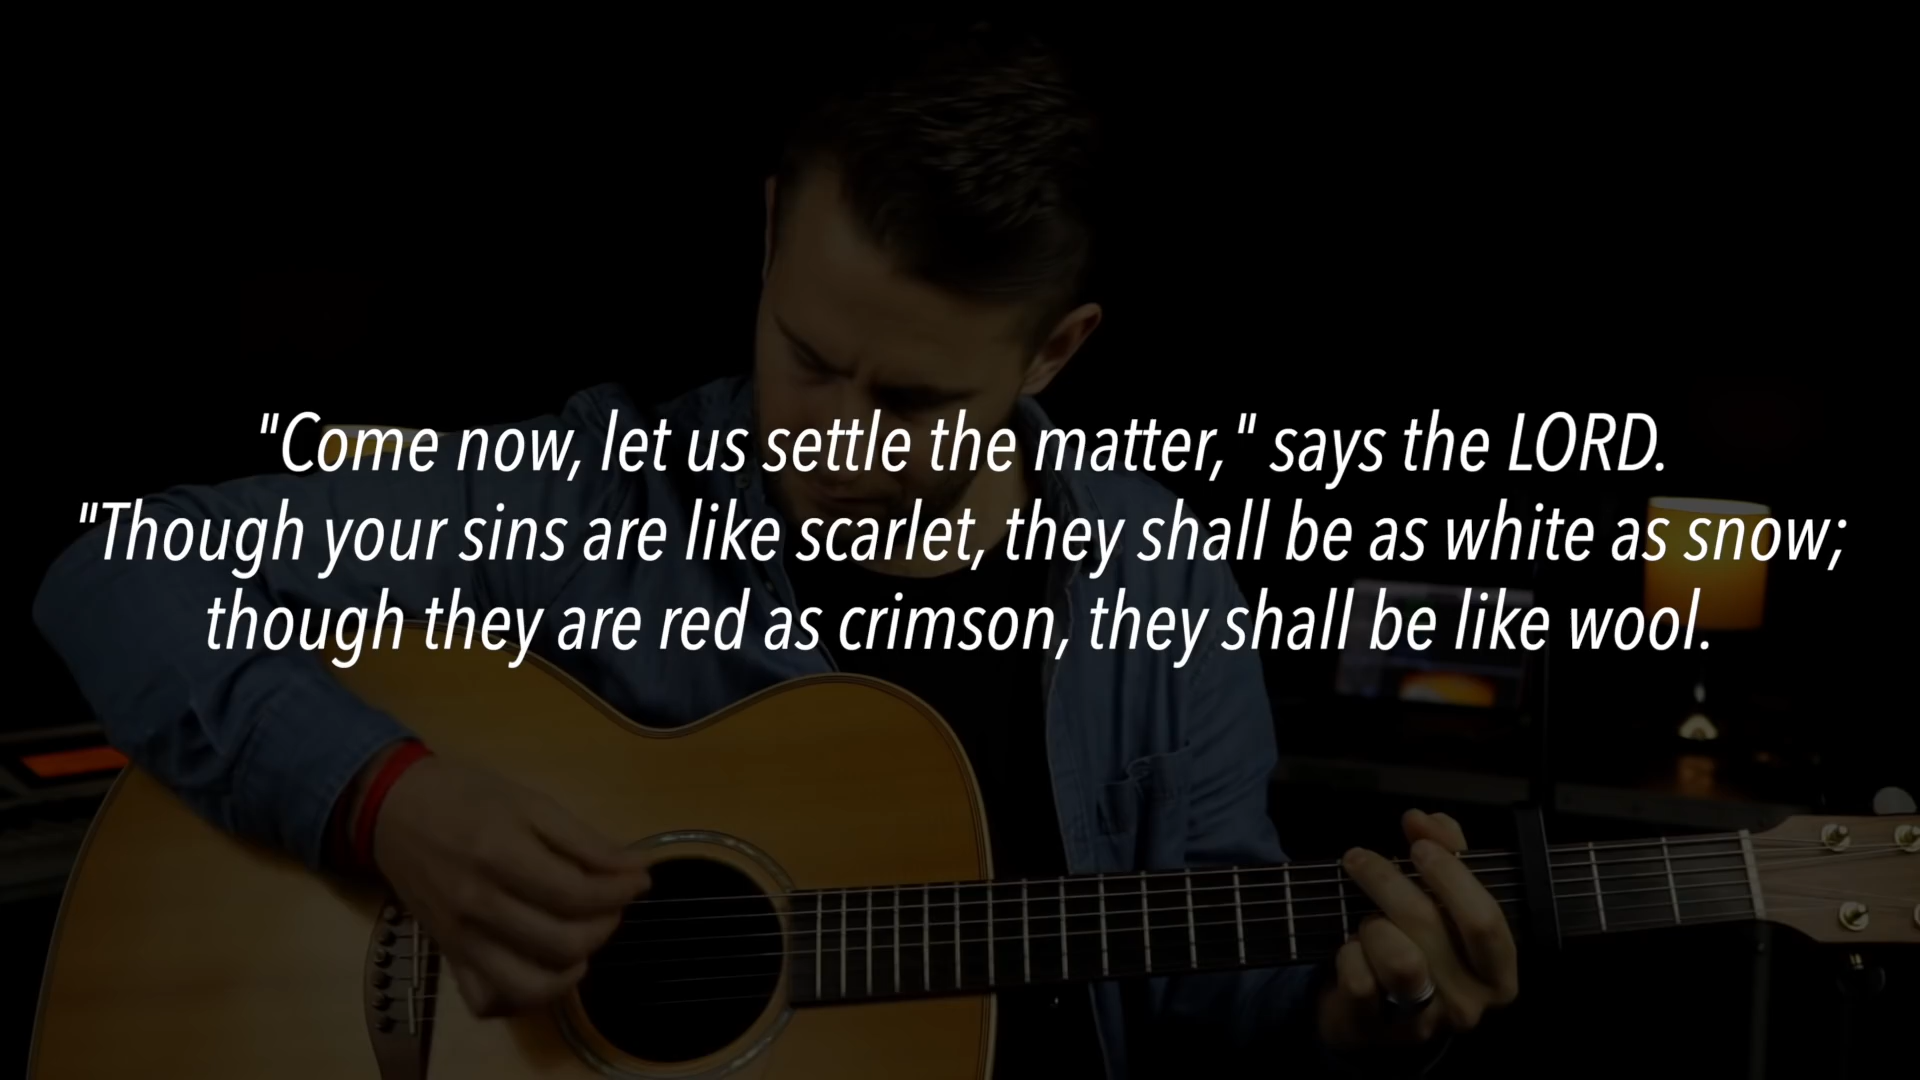 "Come now, let us settle the matter," says the LORD.
"Though your sins are like scarlet, they shall be as white as snow;
though they are red as crimson, they shall be like wool.